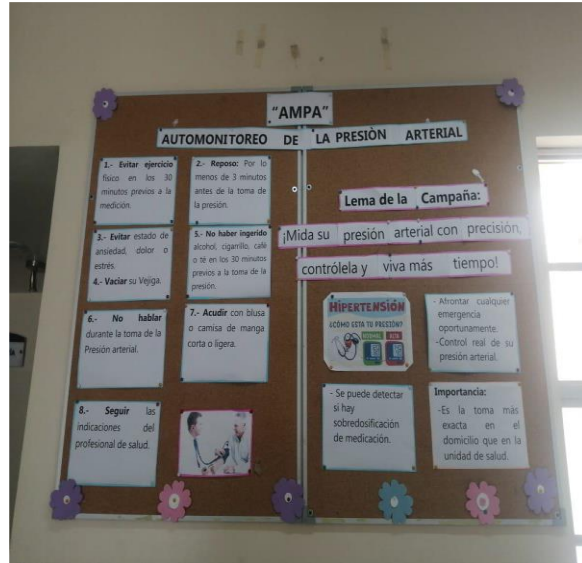 "AMPA"
AUTOMONITOREO DE LA PRESIÒN ARTERIAL
1.- Evitar ejercicio
físico en los 30
minutos previos a la
medición.
2.- Reposo: Por lo
menos de 3 minutos
antes de la toma de
la presión.
3.- Evitar estado de
ansiedad, dolor o
estrés.
4.- Vaciar su Vejiga.
5.- No haber ingerido
alcohol, cigarrillo, café
o té en los 30 minutos
previos a la toma de la
presión.
6.- No hablar
durante la toma de la
Presión arterial.
7.- Acudir con blusa
o camisa de manga
corta o ligera.
8.- Seguir las
indicaciones del
profesional de salud.
Lema de la Campaña:
¡Mida su presión arterial con precisión,
contrólela y viva más tiempo!
HIPERTENSIÓN
¿CÓMO ESTA TU PRESIÓN?
- Afrontar cualquier
emergencia
oportunamente.
-Control real de su
presión arterial.
- Se puede detectar
si hay
sobredosificación
de medicación.
Importancia:
-Es la toma más
exacta en el
domicilio que en la
unidad de salud.